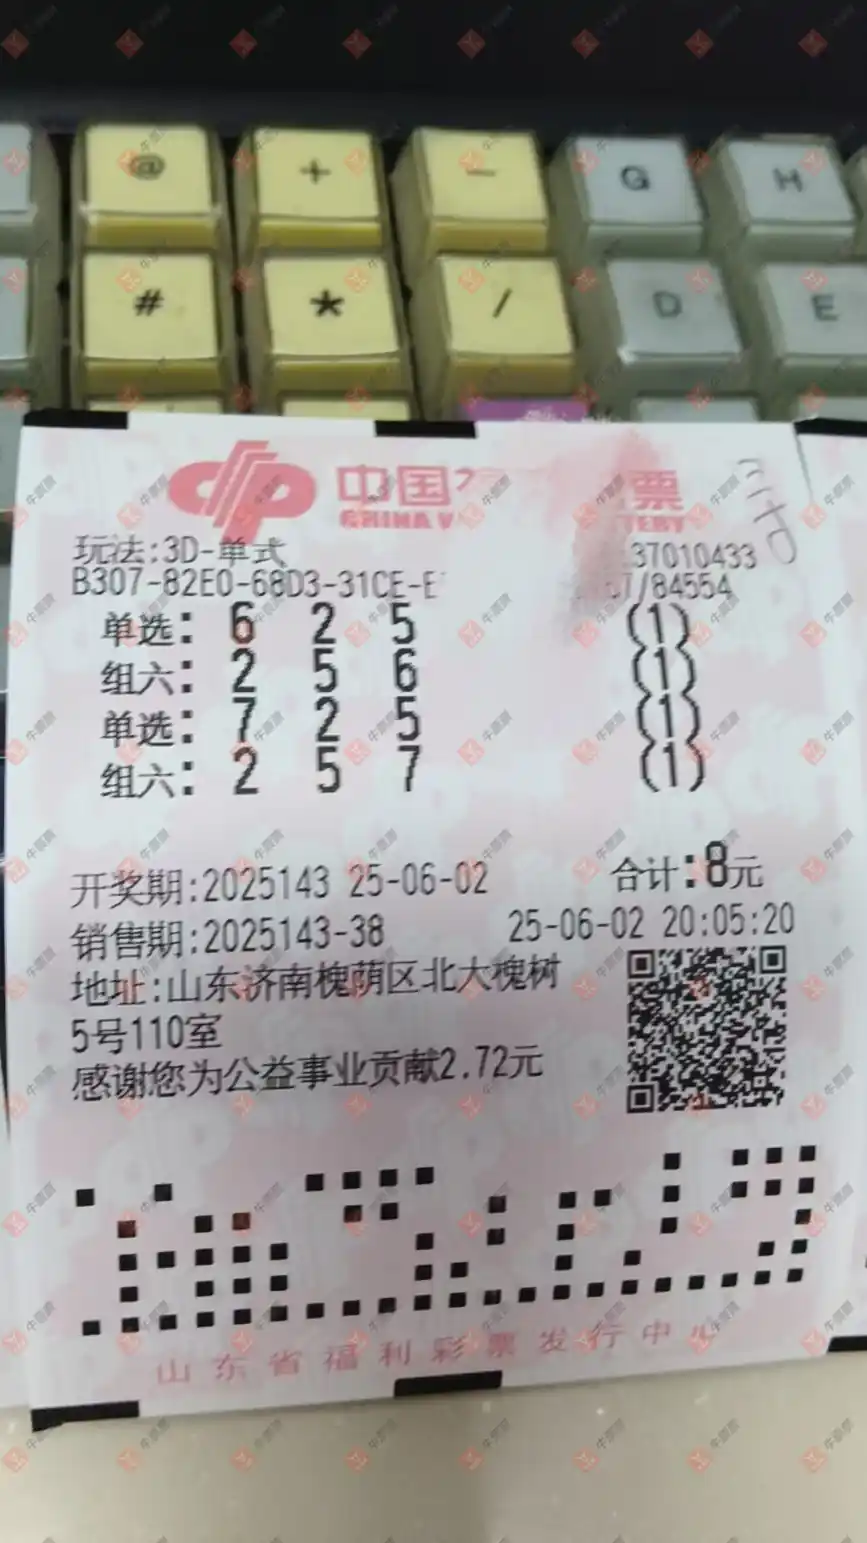 @ + - G H
# * / D E
中国 票
CHINA
玩法:3D-单式 37010433
B307-82E0-68D3-31CE-E /84554
单选: 6 2 5 (1)
组六: 2 5 6 (1)
单选: 7 2 5 (1)
组六: 2 5 7 (1)
开奖期:2025143 25-06-02 合计:8元
销售期:2025143-38 25-06-02 20:05:20
地址:山东济南槐荫区北大槐树
5号110室
感谢您为公益事业贡献2.72元
山东省福利彩票发行中心